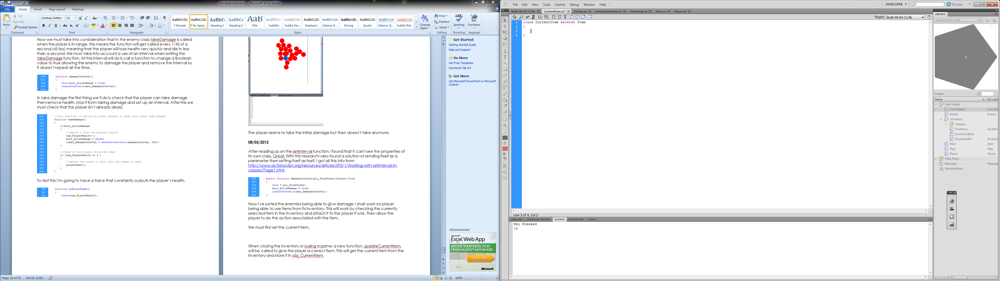 Development.docx - Microsoft Word Starter
File Home Insert Page Layout Mailings
Paste
Cut
Copy
Format Painter
Clipboard
Century Gothic 11
Font
Paragraph
AaBbCcDc AaBbCcDc AaBbC AaBbCc AaB AaBbCc. AaBbCcDc AaBbCcDc AaBbCcDc AaBbCcDc AaBbCcDc AaBbCcDc AABBCCDC
¶ Normal ¶ No Spaci... Heading 1 Heading 2 Title Subtitle Subtle Em... Emphasis Intense E... Strong Quote Intense Q... Subtle Ref...
Styles
Change Styles
Find
Replace
Select
Editing
Spelling
Proofing
Purchase
Upgrade
Now we must take into consideration that in the enemy class takeDamage is called
when the player is in range, this means the function will get called every 1/45 of a
second (45 fps) meaning that the player will lose health very quickly and die in less
than a second. We must take into account a use of an interval when writing the
takeDamage function. All this interval will do is call a function to change a Boolean
value to true allowing the enemy to damage the player and remove the interval so
it doesn't repeat all the time.
306 function damageInterval()
307 {
308 this.bool_AllowDamage = true;
309 clearInterval(timer_DamageInterval);
310 }
In take damage the first thing we'll do is check that the player can take damage
then remove health, stop it from taking damage and set up an interval. After this we
must check that the player isn't already dead.
231 //this function is called by other classes to make this class take damage
232 function takeDamage()
233 {
234 if(bool_AllowDamage)
235 {
236 //remove 1 from the players health
237 num_PlayerHealth--;
238 bool_AllowDamage = false;
239 timer_DamageInterval = setInterval(this.damageInterval, 500);
240 }
241
242 //check if the player should be dead
243 if (num_PlayerHealth <= 0 )
244 {
245 //update the class to show that the enemy is dead
246 playerDead();
247 }
248 }
To test this I'm going to have a trace that constantly outputs the player's health.
48 function onEnterFrame()
49 {
50 trace(num_PlayerHealth);
The player seems to take the initial damage but then doesn't take anymore.
08/03/2012
After reading up on the setInterval function, I found that it can't see the properties of
its own class. Great. With this research I also found a solution of sending itself as a
parameter then setting itself as itself. I got all this info from
http://www.actionscript.org/resources/articles/592/1/Working-with-setInterval-in-
classes/Page1.html
296 public function damageInterval(ply_ThisPlayer:Player):Void
297 {
298 this = ply_ThisPlayer;
299 bool_AllowDamage = true;
300 clearInterval(timer_DamageInterval);
301 }
Now I've sorted the enemies being able to give damage; I shall work on player
being able to use items from its inventory. This will work by checking the currently
selected item in the inventory and attach it to the player if one. Then allow the
player to do the action associated with the item.
We must first set the current item.
When closing the inventory or loaing a game; a new function, updateCurrentItem,
will be called to give the player a correct item. This will get the current item from the
inventory and store it in obj_CurrentItem.
Get Started
Getting Started Guide
Help and Support
Do More
Get Free Templates
Download Clip Art
Get More
Get Microsoft PowerPoint or Microsoft
Outlook
Advertisement
Microsoft
Excel Web App
ACCESS YOUR EXCEL FILES
FROM ALMOST ANYWHERE.
Try it free
Microsoft
Page: 54 of 55 Words: 4,362
100%
Fl File Edit View Tools Control Debug Window Help
DEVELOPER
CS Live
Build-09-03-12.fla CurrentItem.as* Enemy.as EnemySpawning.as Inventory.as Item.as Player.as
Target: Build-09-03-12.fla
1 class CurrentItem extends Item
2 {
3
4 }
Line 3 of 4, Col 2
TIMELINE COMPILER ERRORS OUTPUT PROPERTIES SCENE
Key Pressed
10
LIBRARY
Build-09-03-12.fla
70 items
Name AS Linka
Main Game
CurrentItem CurrentI
Enemy Enemy
Inventory
Images
Inventory Invento
InventoryBack
InventoryBin Invento
Item Item
Map Map
Player Player
Main Menu
Message Messag
StandardFont